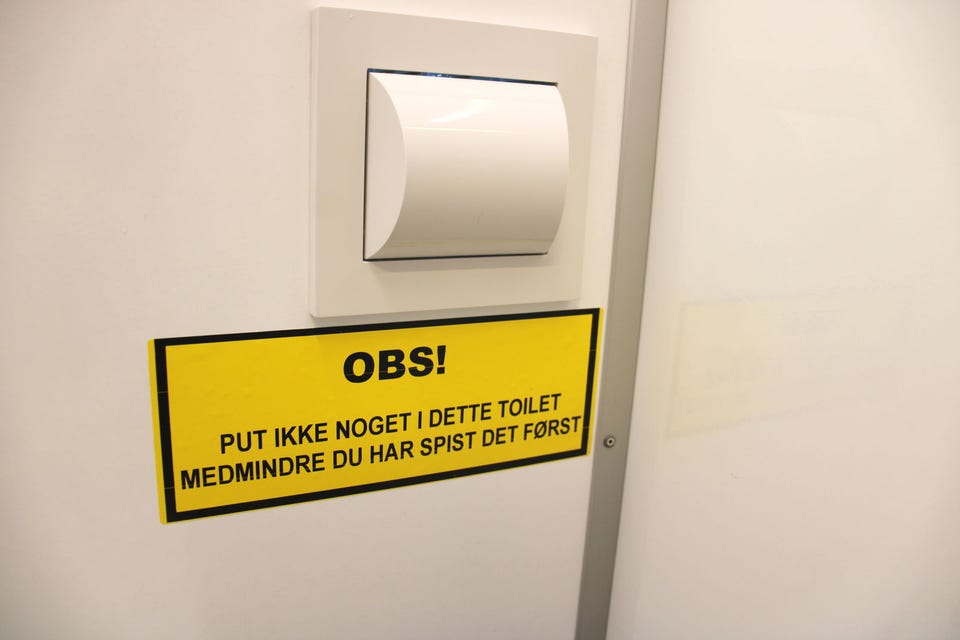 OBS!
PUT IKKE NOGET I DETTE TOILET
MEDMINDRE DU HAR SPIST DET FØRST